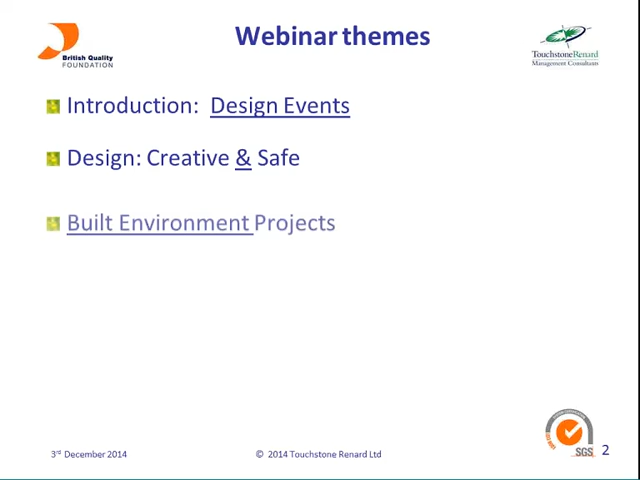 Webinar themes
British Quality
FOUNDATION
TouchstoneRenard
Management Consultants
Introduction: Design Events
Design: Creative & Safe
Built Environment Projects
SGS
3rd December 2014
© 2014 Touchstone Renard Ltd
2